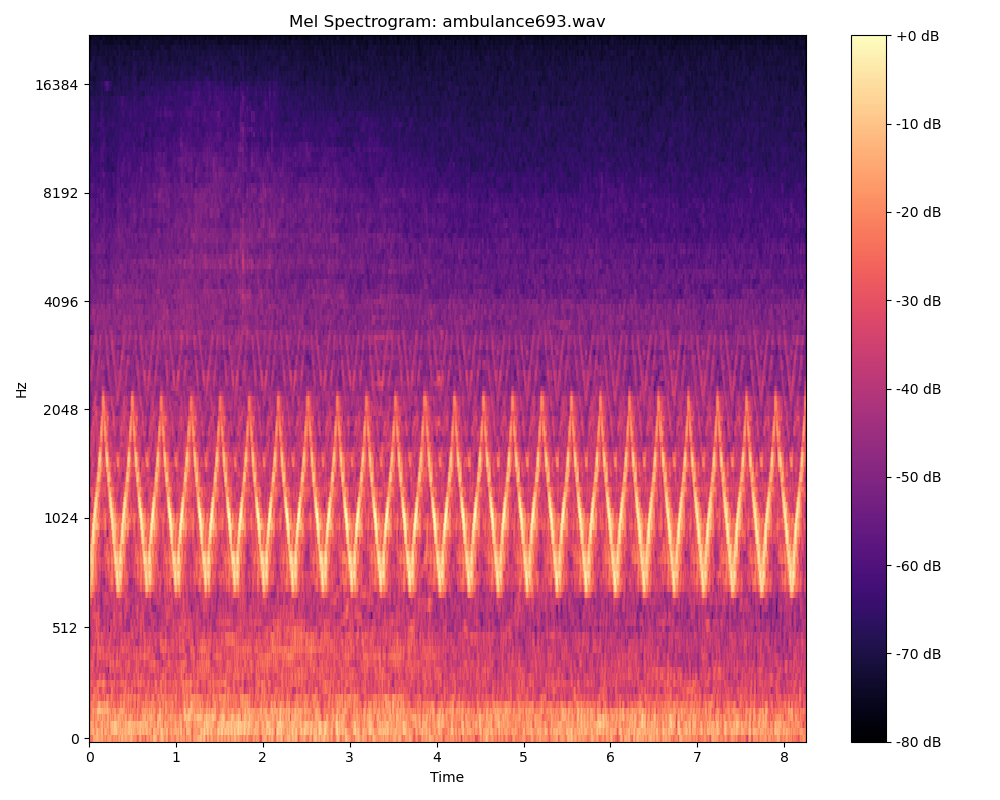 Mel Spectrogram: ambulance693.wav
+0 dB
16384
-10 dB
8192
-20 dB
4096
-30 dB
Hz
2048
-40 dB
-50 dB
1024
-60 dB
512
-70 dB
0
-80 dB
0 1 2 3 4 5 6 7 8
Time